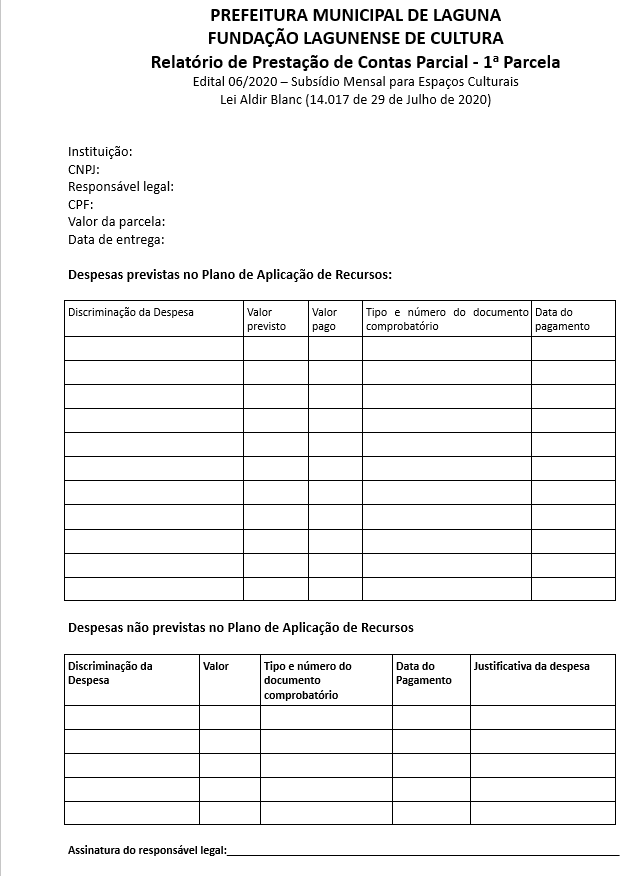 PREFEITURA MUNICIPAL DE LAGUNA
FUNDAÇÃO LAGUNENSE DE CULTURA
Relatório de Prestação de Contas Parcial - 1ª Parcela
Edital 06/2020 – Subsídio Mensal para Espaços Culturais
Lei Aldir Blanc (14.017 de 29 de Julho de 2020)
Instituição:
CNPJ:
Responsável legal:
CPF:
Valor da parcela:
Data de entrega:
Despesas previstas no Plano de Aplicação de Recursos:
Discriminação da Despesa
Valor
previsto
Valor
pago
Tipo e número do documento
comprobatório
Data do
pagamento
Despesas não previstas no Plano de Aplicação de Recursos
Discriminação da
Despesa
Valor
Tipo e número do
documento
comprobatório
Data do
Pagamento
Justificativa da despesa
Assinatura do responsável legal: